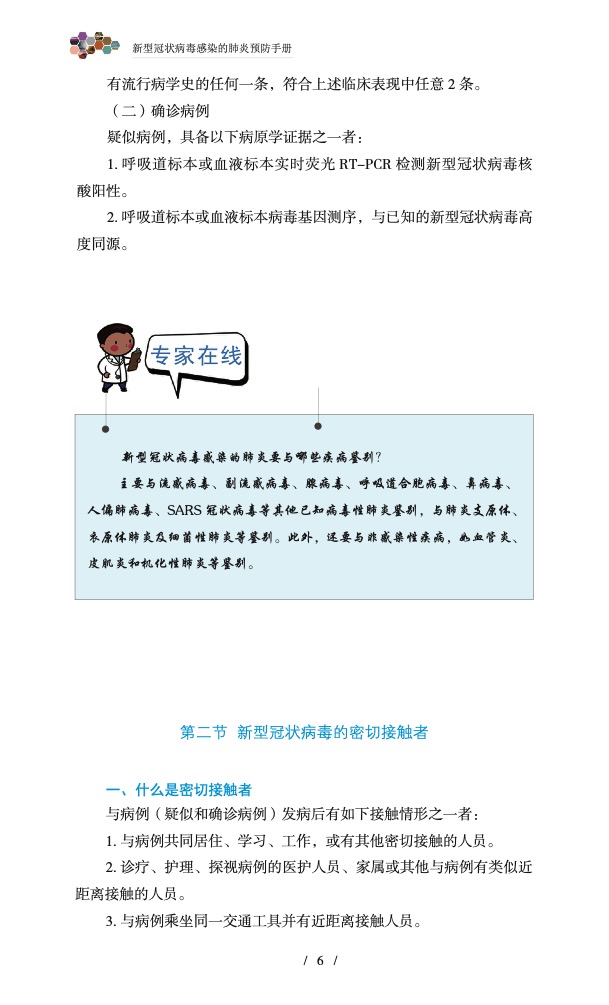 新型冠状病毒感染的肺炎预防手册
有流行病学史的任何一条，符合上述临床表现中任意 2 条。
（二）确诊病例
疑似病例，具备以下病原学证据之一者：
1. 呼吸道标本或血液标本实时荧光 RT–PCR 检测新型冠状病毒核
酸阳性。
2. 呼吸道标本或血液标本病毒基因测序，与已知的新型冠状病毒高
度同源。
专家在线
新型冠状病毒感染的肺炎要与哪些疾病鉴别？
主要与流感病毒、副流感病毒、腺病毒、呼吸道合胞病毒、鼻病毒、
人偏肺病毒、SARS 冠状病毒等其他已知病毒性肺炎鉴别，与肺炎支原体、
衣原体肺炎及细菌性肺炎等鉴别。此外，还要与非感染性疾病，如血管炎、
皮肌炎和机化性肺炎等鉴别。
第二节 新型冠状病毒的密切接触者
一、什么是密切接触者
与病例（疑似和确诊病例）发病后有如下接触情形之一者：
1. 与病例共同居住、学习、工作，或有其他密切接触的人员。
2. 诊疗、护理、探视病例的医护人员、家属或其他与病例有类似近
距离接触的人员。
3. 与病例乘坐同一交通工具并有近距离接触人员。
/ 6 /